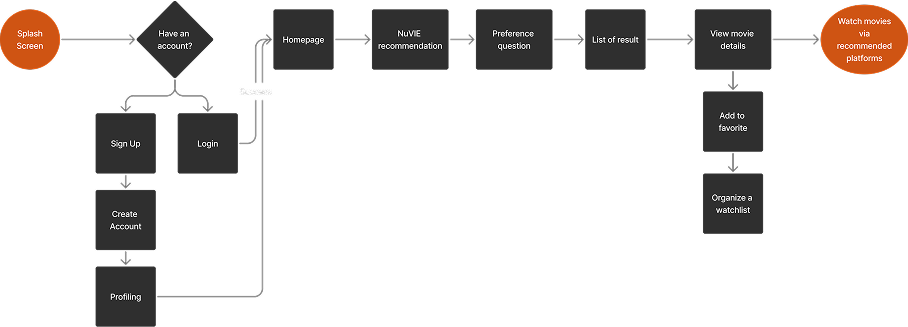 Splash
Screen
Have an
account?
Homepage
NuVIE
recommendation
Preference
question
List of result
View movie
details
Watch movies
via
recommended
platforms
Sign Up
Login
Add to
favorite
Create
Account
Organize a
watchlist
Profiling